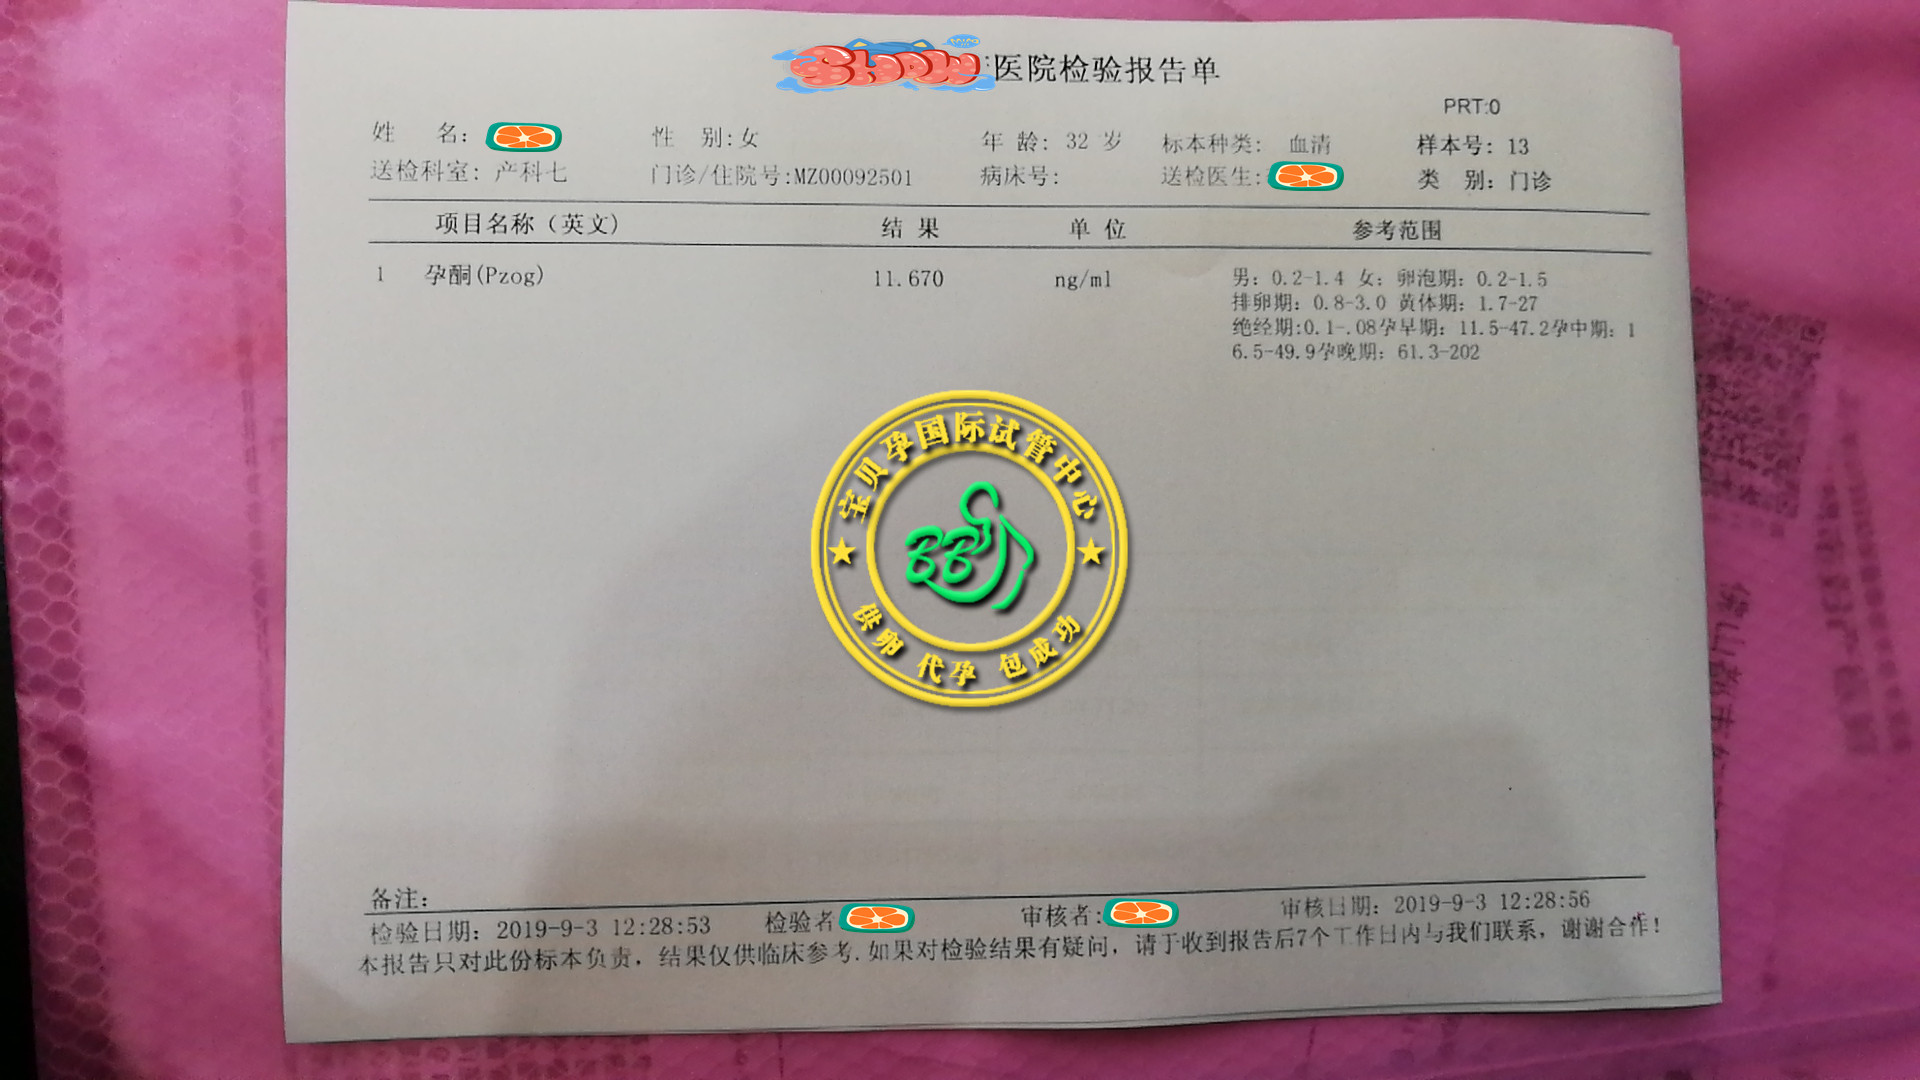 SHOW
医院检验报告单
PRT:0
姓 名: 性 别:女 年 龄: 32 岁 标本种类: 血清 样本号: 13
送检科室: 产科七 门诊/住院号:MZ00092501 病床号: 送检医生: 类 别: 门诊
项目名称（英文） 结 果 单 位 参考范围
1 孕酮(Pzog) 11.670 ng/ml 男: 0.2-1.4 女: 卵泡期: 0.2-1.5
排卵期: 0.8-3.0 黄体期: 1.7-27
绝经期:0.1-.08孕早期: 11.5-47.2孕中期: 1
6.5-49.9孕晚期: 61.3-202
宝贝孕国际试管中心
BB
供卵 代孕 包成功
备注:
检验日期: 2019-9-3 12:28:53 检验者 审核者: 审核日期: 2019-9-3 12:28:56
本报告只对此份标本负责, 结果仅供临床参考.如果对检验结果有疑问, 请于收到报告后7个工作日内与我们联系, 谢谢合作!